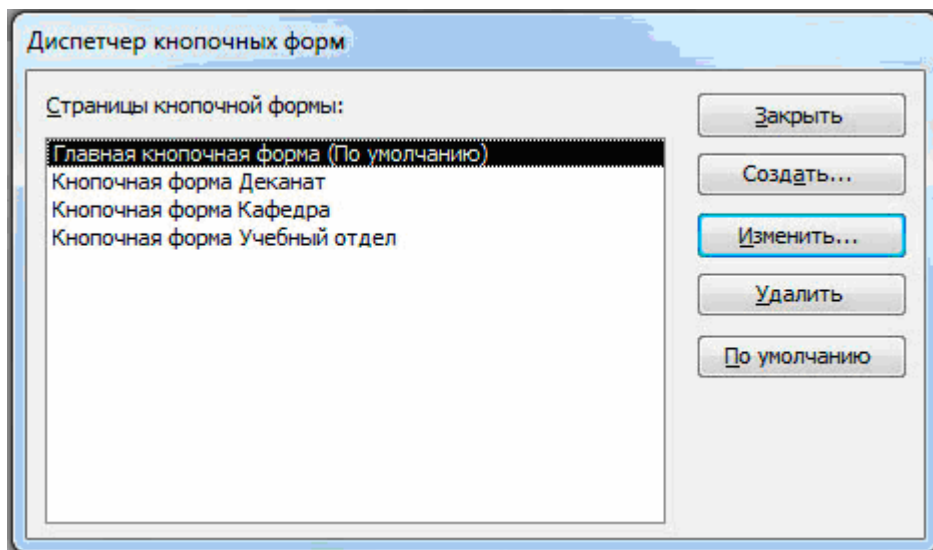 Диспетчер кнопочных форм
Страницы кнопочной формы:
Главная кнопочная форма (По умолчанию)
Кнопочная форма Деканат
Кнопочная форма Кафедра
Кнопочная форма Учебный отдел
Закрыть
Создать...
Изменить...
Удалить
По умолчанию